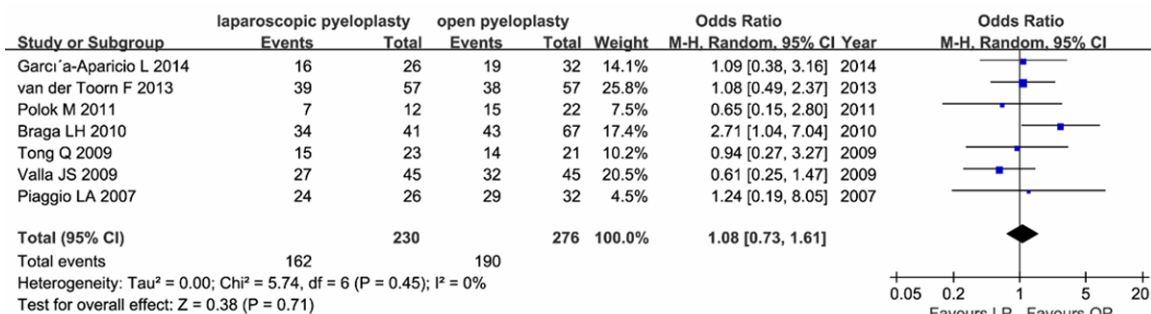 laparoscopic pyeloplasty open pyeloplasty Odds Ratio Odds Ratio
Study or Subgroup Events Total Events Total Weight M-H, Random, 95% CI Year M-H, Random, 95% CI
Garcı´a-Aparicio L 2014 16 26 19 32 14.1% 1.09 [0.38, 3.16] 2014
van der Toorn F 2013 39 57 38 57 25.8% 1.08 [0.49, 2.37] 2013
Polok M 2011 7 12 15 22 7.5% 0.65 [0.15, 2.80] 2011
Braga LH 2010 34 41 43 67 17.4% 2.71 [1.04, 7.04] 2010
Tong Q 2009 15 23 14 21 10.2% 0.94 [0.27, 3.27] 2009
Valla JS 2009 27 45 32 45 20.5% 0.61 [0.25, 1.47] 2009
Piaggio LA 2007 24 26 29 32 4.5% 1.24 [0.19, 8.05] 2007
Total (95% CI) 230 276 100.0% 1.08 [0.73, 1.61]
Total events 162 190
Heterogeneity: Tau² = 0.00; Chi² = 5.74, df = 6 (P = 0.45); I² = 0%
Test for overall effect: Z = 0.38 (P = 0.71)
0.05 0.2 1 5 20
Favours LP Favours OP